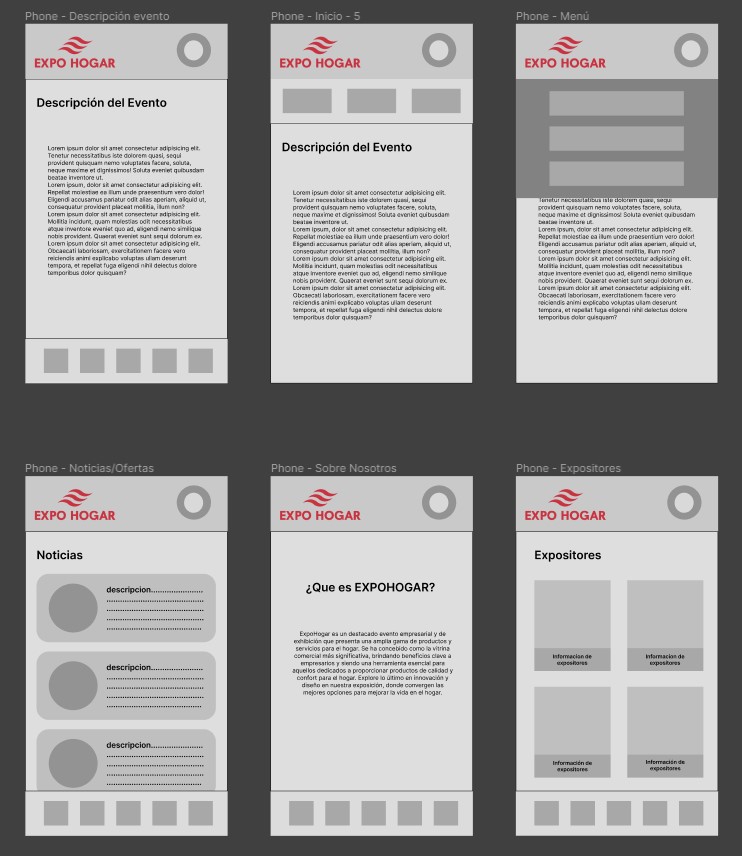 Phone - Descripción evento
EXPO HOGAR
Descripción del Evento
Lorem ipsum dolor sit amet consectetur adipisicing elit.
Tenetur necessitatibus iste dolorem quasi, sequi
provident quisquam nemo voluptates facere, soluta,
neque maxime et dignissimos! Soluta eveniet quibusdam
beatae inventore ut.
Lorem ipsum, dolor sit amet consectetur adipisicing elit.
Repellat molestiae ea illum unde praesentium vero dolor!
Eligendi accusamus pariatur odit alias aperiam, aliquid ut,
consequatur provident placeat mollitia, illum non?
Lorem ipsum dolor sit amet consectetur adipisicing elit.
Mollitia incidunt, quam molestias odit necessitatibus
atque inventore eveniet quo ad, eligendi nemo similique
nobis provident. Quaerat eveniet sunt sequi dolorum ex.
Lorem ipsum dolor sit amet consectetur adipisicing elit.
Obcaecati laboriosam, exercitationem facere vero
reiciendis animi explicabo voluptates ullam deserunt
tempora, et repellat fuga eligendi nihil delectus dolore
temporibus dolor quisquam?
Phone - Inicio - 5
EXPO HOGAR
Descripción del Evento
Lorem ipsum dolor sit amet consectetur adipisicing elit.
Tenetur necessitatibus iste dolorem quasi, sequi
provident quisquam nemo voluptates facere, soluta,
neque maxime et dignissimos! Soluta eveniet quibusdam
beatae inventore ut.
Lorem ipsum, dolor sit amet consectetur adipisicing elit.
Repellat molestiae ea illum unde praesentium vero dolor!
Eligendi accusamus pariatur odit alias aperiam, aliquid ut,
consequatur provident placeat mollitia, illum non?
Lorem ipsum dolor sit amet consectetur adipisicing elit.
Mollitia incidunt, quam molestias odit necessitatibus
atque inventore eveniet quo ad, eligendi nemo similique
nobis provident. Quaerat eveniet sunt sequi dolorum ex.
Lorem ipsum dolor sit amet consectetur adipisicing elit.
Obcaecati laboriosam, exercitationem facere vero
reiciendis animi explicabo voluptates ullam deserunt
tempora, et repellat fuga eligendi nihil delectus dolore
temporibus dolor quisquam?
Phone - Menú
EXPO HOGAR
Tenetur necessitatibus iste dolorem quasi, sequi
provident quisquam nemo voluptates facere, soluta,
neque maxime et dignissimos! Soluta eveniet quibusdam
beatae inventore ut.
Lorem ipsum, dolor sit amet consectetur adipisicing elit.
Repellat molestiae ea illum unde praesentium vero dolor!
Eligendi accusamus pariatur odit alias aperiam, aliquid ut,
consequatur provident placeat mollitia, illum non?
Lorem ipsum dolor sit amet consectetur adipisicing elit.
Mollitia incidunt, quam molestias odit necessitatibus
atque inventore eveniet quo ad, eligendi nemo similique
nobis provident. Quaerat eveniet sunt sequi dolorum ex.
Lorem ipsum dolor sit amet consectetur adipisicing elit.
Obcaecati laboriosam, exercitationem facere vero
reiciendis animi explicabo voluptates ullam deserunt
tempora, et repellat fuga eligendi nihil delectus dolore
temporibus dolor quisquam?
Phone - Noticias/Ofertas
EXPO HOGAR
Noticias
descripcion.......................
descripcion.......................
descripcion.......................
Phone - Sobre Nosotros
EXPO HOGAR
¿Que es EXPOHOGAR?
ExpoHogar es un destacado evento empresarial y de
exhibición que presenta una amplia gama de productos y
servicios para el hogar. Se ha concebido como la vitrina
comercial más significativa, brindando beneficios clave a
empresarios y siendo una herramienta esencial para
aquellos dedicados a proporcionar productos de calidad y
confort para el hogar. Explore lo último en innovación y
diseño en nuestra exposición, donde convergen las
mejores opciones para mejorar la vida en el hogar.
Phone - Expositores
EXPO HOGAR
Expositores
Informacion de
expositores
Informacion de
expositores
Información de
expositores
Información de
expositores